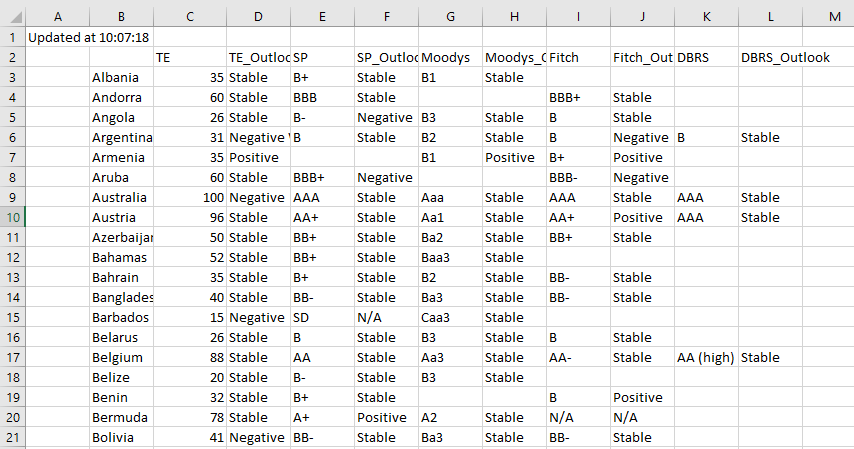 A B C D E F G H I J K L M
1 Updated at 10:07:18
2 TE TE_Outloo SP SP_Outloo Moodys Moodys_O Fitch Fitch_Out DBRS DBRS_Outlook
3 Albania 35 Stable B+ Stable B1 Stable
4 Andorra 60 Stable BBB Stable BBB+ Stable
5 Angola 26 Stable B- Negative B3 Stable B Stable
6 Argentina 31 Negative B Stable B2 Stable B Negative B Stable
7 Armenia 35 Positive B1 Positive B+ Positive
8 Aruba 60 Stable BBB+ Negative BBB- Negative
9 Australia 100 Negative AAA Stable Aaa Stable AAA Stable AAA Stable
10 Austria 96 Stable AA+ Stable Aa1 Stable AA+ Positive AAA Stable
11 Azerbaijan 50 Stable BB+ Stable Ba2 Stable BB+ Stable
12 Bahamas 52 Stable BB+ Stable Baa3 Stable
13 Bahrain 35 Stable B+ Stable B2 Stable BB- Stable
14 Banglades 40 Stable BB- Stable Ba3 Stable BB- Stable
15 Barbados 15 Negative SD N/A Caa3 Stable
16 Belarus 26 Stable B Stable B3 Stable B Stable
17 Belgium 88 Stable AA Stable Aa3 Stable AA- Stable AA (high) Stable
18 Belize 20 Stable B- Stable B3 Stable
19 Benin 32 Stable B+ Stable B Positive
20 Bermuda 78 Stable A+ Positive A2 Stable N/A N/A
21 Bolivia 41 Negative BB- Stable Ba3 Stable BB- Stable